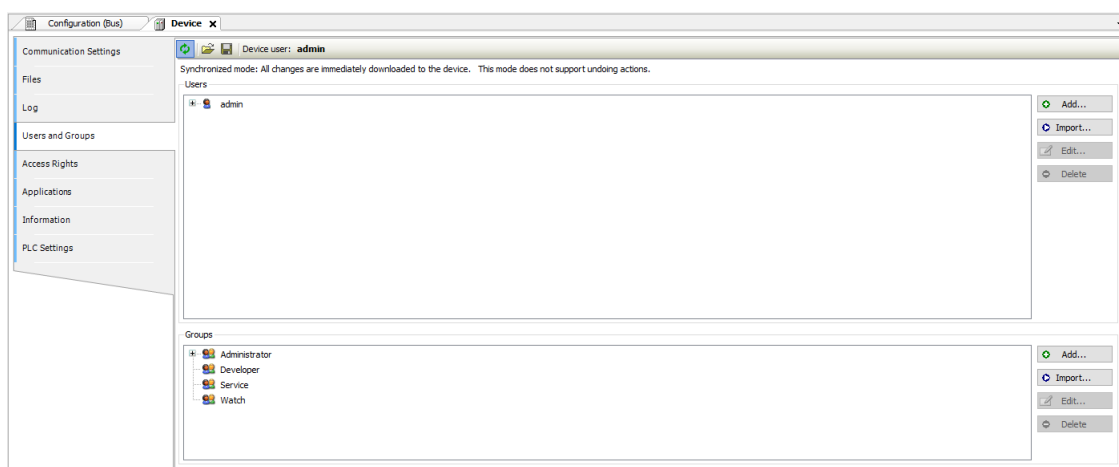 Configuration (Bus)
Device
Communication Settings
Files
Log
Users and Groups
Access Rights
Applications
Information
PLC Settings
Device user: admin
Synchronized mode: All changes are immediately downloaded to the device. This mode does not support undoing actions.
Users
admin
Add...
Import...
Edit...
Delete
Groups
Administrator
Developer
Service
Watch
Add...
Import...
Edit...
Delete